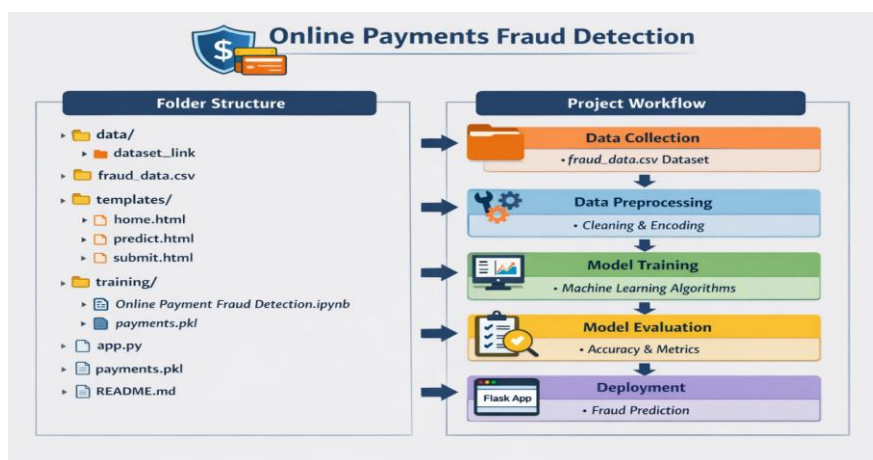 $
Online Payments Fraud Detection
Folder Structure
data/
dataset_link
fraud_data.csv
templates/
home.html
predict.html
submit.html
training/
Online Payment Fraud Detection.ipynb
payments.pkl
app.py
payments.pkl
README.md
Project Workflow
Data Collection
• fraud_data.csv Dataset
Data Preprocessing
• Cleaning & Encoding
Model Training
• Machine Learning Algorithms
Model Evaluation
• Accuracy & Metrics
Deployment
Flask App
• Fraud Prediction